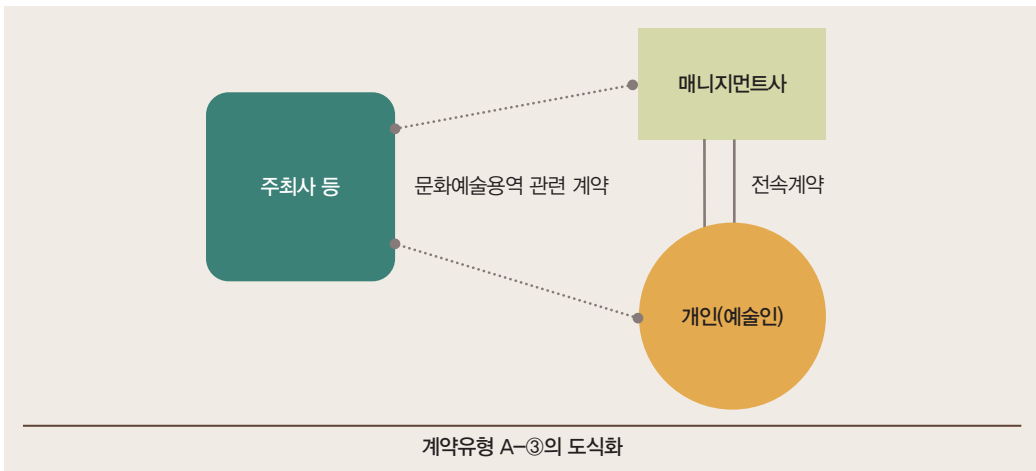 매니지먼트사
주최사 등
문화예술용역 관련 계약
전속계약
개인(예술인)
계약유형 A-③의 도식화